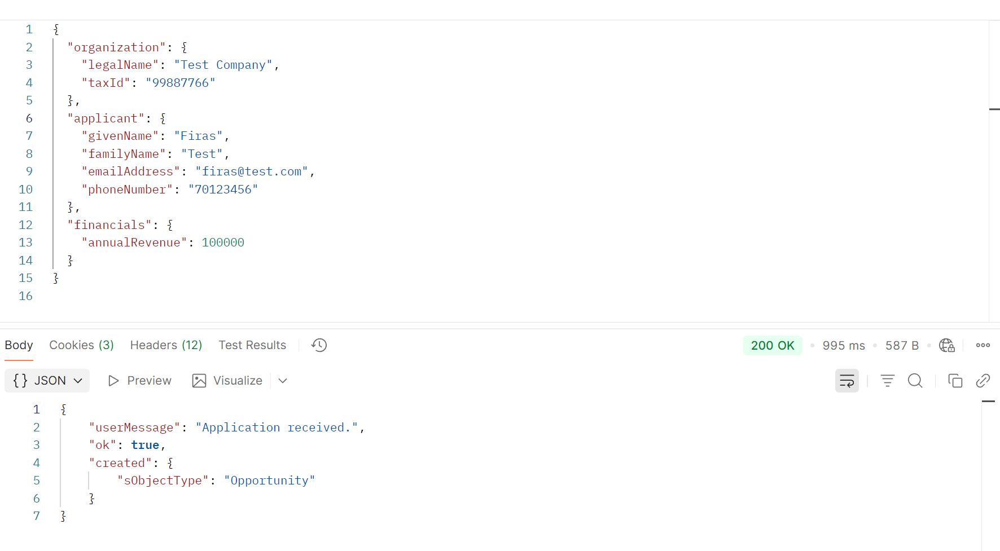 1 {
2 "organization": {
3 "legalName": "Test Company",
4 "taxId": "99887766"
5 },
6 "applicant": {
7 "givenName": "Firas",
8 "familyName": "Test",
9 "emailAddress": "firas@test.com",
10 "phoneNumber": "70123456"
11 },
12 "financials": {
13 "annualRevenue": 100000
14 }
15 }
16
Body Cookies (3) Headers (12) Test Results 200 OK 995 ms 587 B
{} JSON Preview Visualize
1 {
2 "userMessage": "Application received.",
3 "ok": true,
4 "created": {
5 "sObjectType": "Opportunity"
6 }
7 }